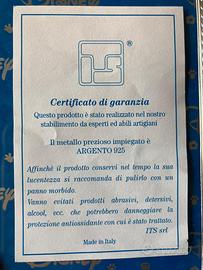 ®
Certificato di garanzia
Questo prodotto è stato realizzato nel nostro
stabilimento da esperti ed abili artigiani
Il metallo prezioso impiegato è
ARGENTO 925
Affinchè il prodotto conservi nel tempo la sua
lucentezza si raccomanda di pulirlo con un
panno morbido.
Vanno evitati prodotti abrasivi, detersivi,
alcool, ecc. che potrebbero danneggiare la
protezione antiossidante con cui è stato trattato.
ITS srl
Made in Italy